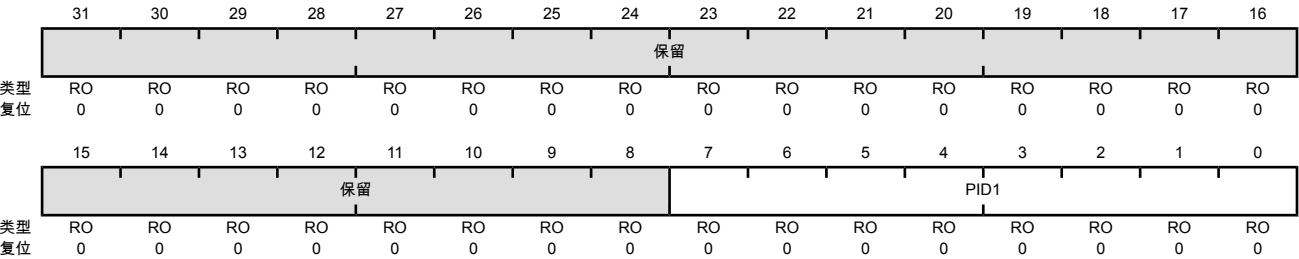 31 30 29 28 27 26 25 24 23 22 21 20 19 18 17 16
保留
类型 RO RO RO RO RO RO RO RO RO RO RO RO RO RO RO RO
复位 0 0 0 0 0 0 0 0 0 0 0 0 0 0 0 0
15 14 13 12 11 10 9 8 7 6 5 4 3 2 1 0
保留 PID1
类型 RO RO RO RO RO RO RO RO RO RO RO RO RO RO RO RO
复位 0 0 0 0 0 0 0 0 0 0 0 0 0 0 0 0